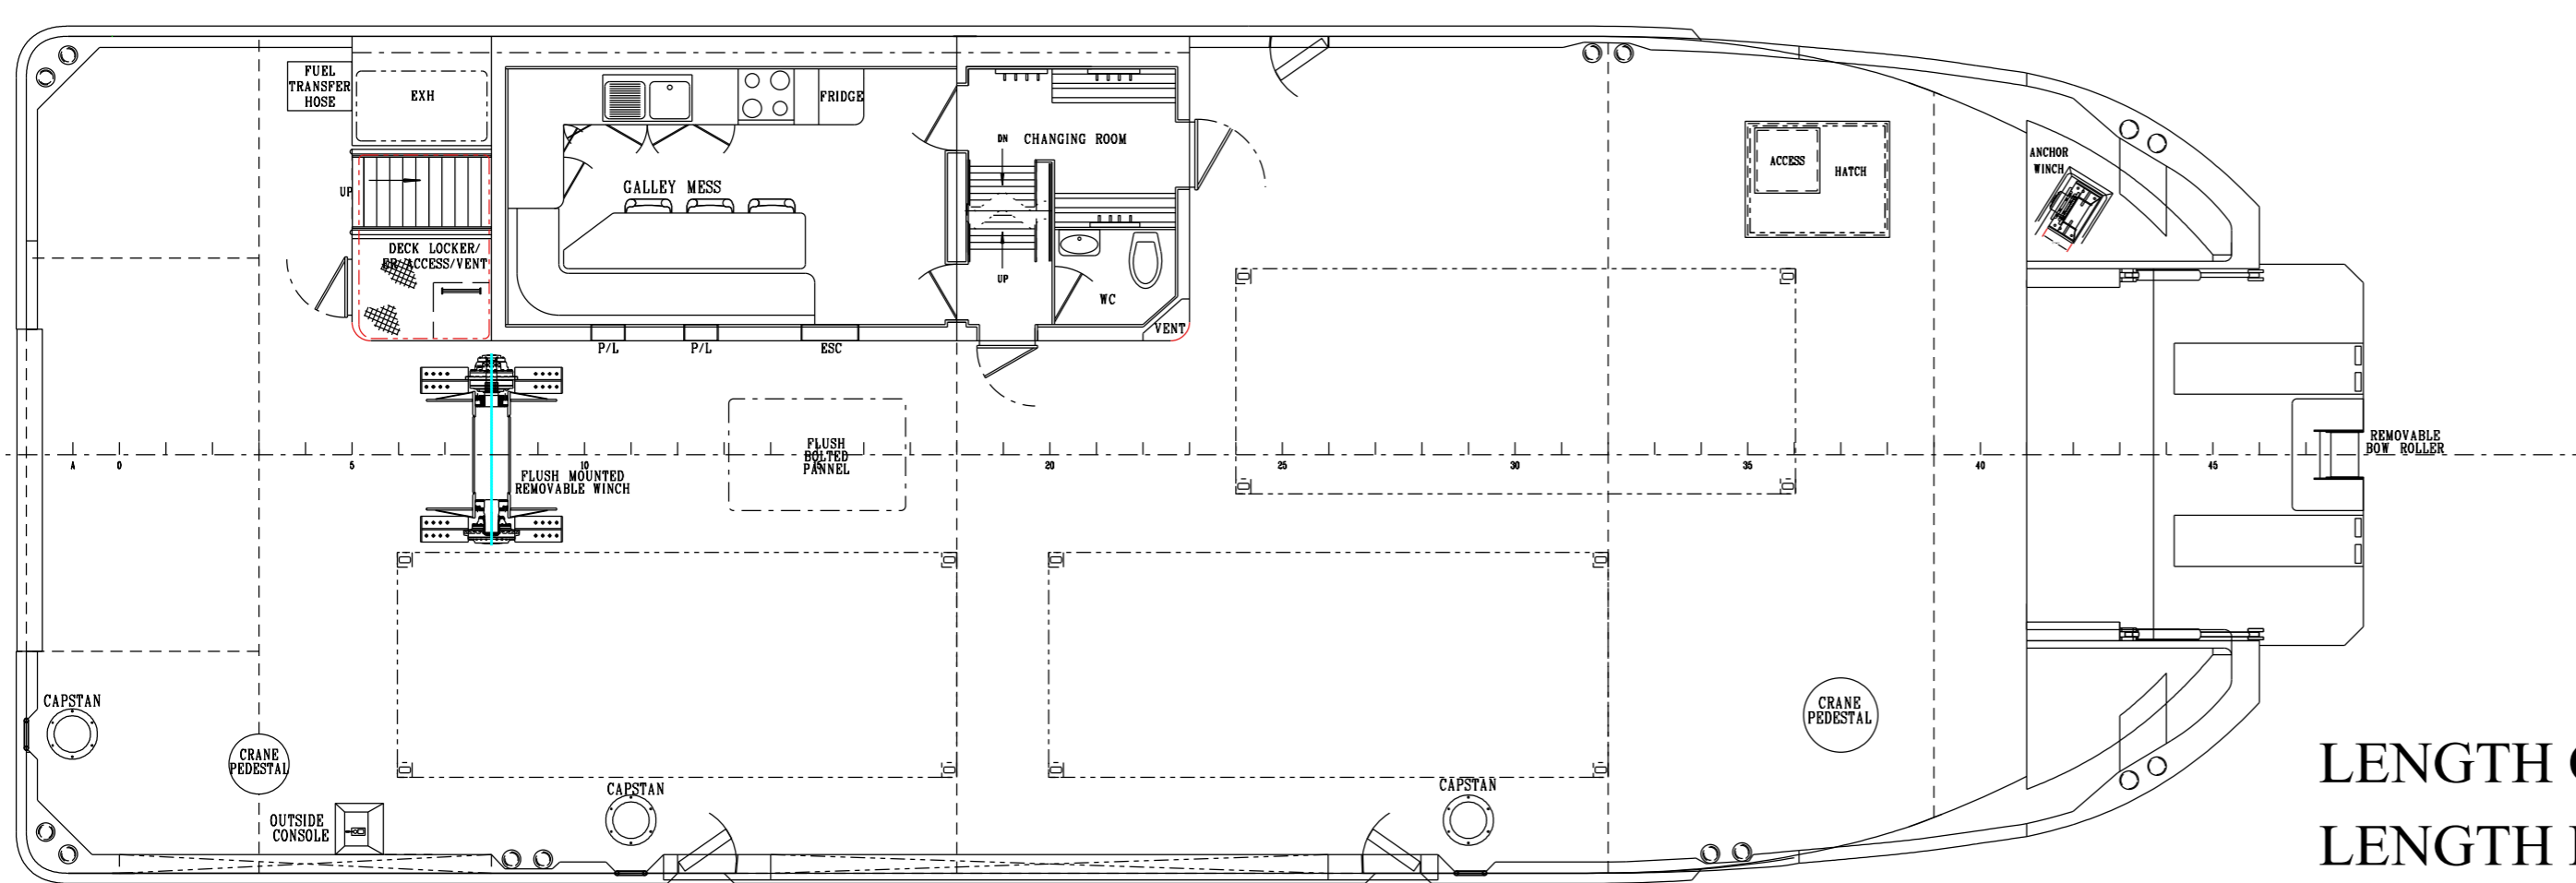 FUEL
TRANSFER
HOSE
EXH
FRIDGE
DN
CHANGING ROOM
UP
GALLEY MESS
DECK LOCKER/
ER/ACCESS/VENT
UP
WC
VENT
P/L
P/L
ESC
ACCESS
HATCH
ANCHOR
WINCH
FLUSH
BOLTED
PANNEL
REMOVABLE
BOW ROLLER
A
0
5
10
15
20
25
30
35
40
45
FLUSH MOUNTED
REMOVABLE WINCH
CAPSTAN
CRANE
PEDESTAL
OUTSIDE
CONSOLE
CAPSTAN
CAPSTAN
CRANE
PEDESTAL
LENGTH
LENGTH